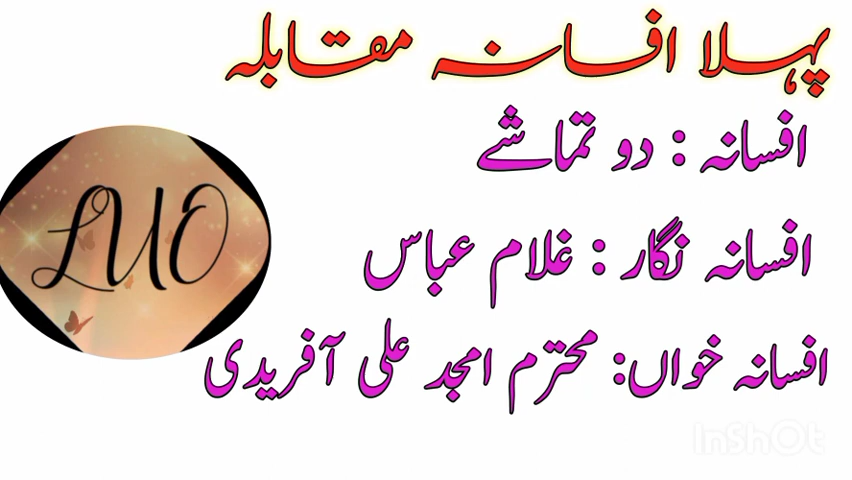 پہلا افسانہ مقابلہ
افسانہ : دو تماشے
افسانہ نگار : غلام عباس
افسانہ خواں: محترم امجد علی آفریدی
LUO
InShOt